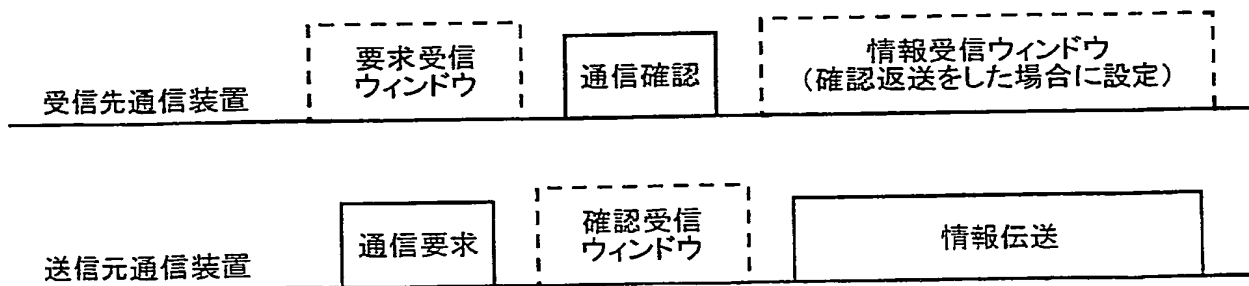 要求受信
ウィンドウ
通信確認
情報受信ウィンドウ
(確認返送をした場合に設定)
受信先通信装置
通信要求
確認受信
ウィンドウ
情報伝送
送信元通信装置